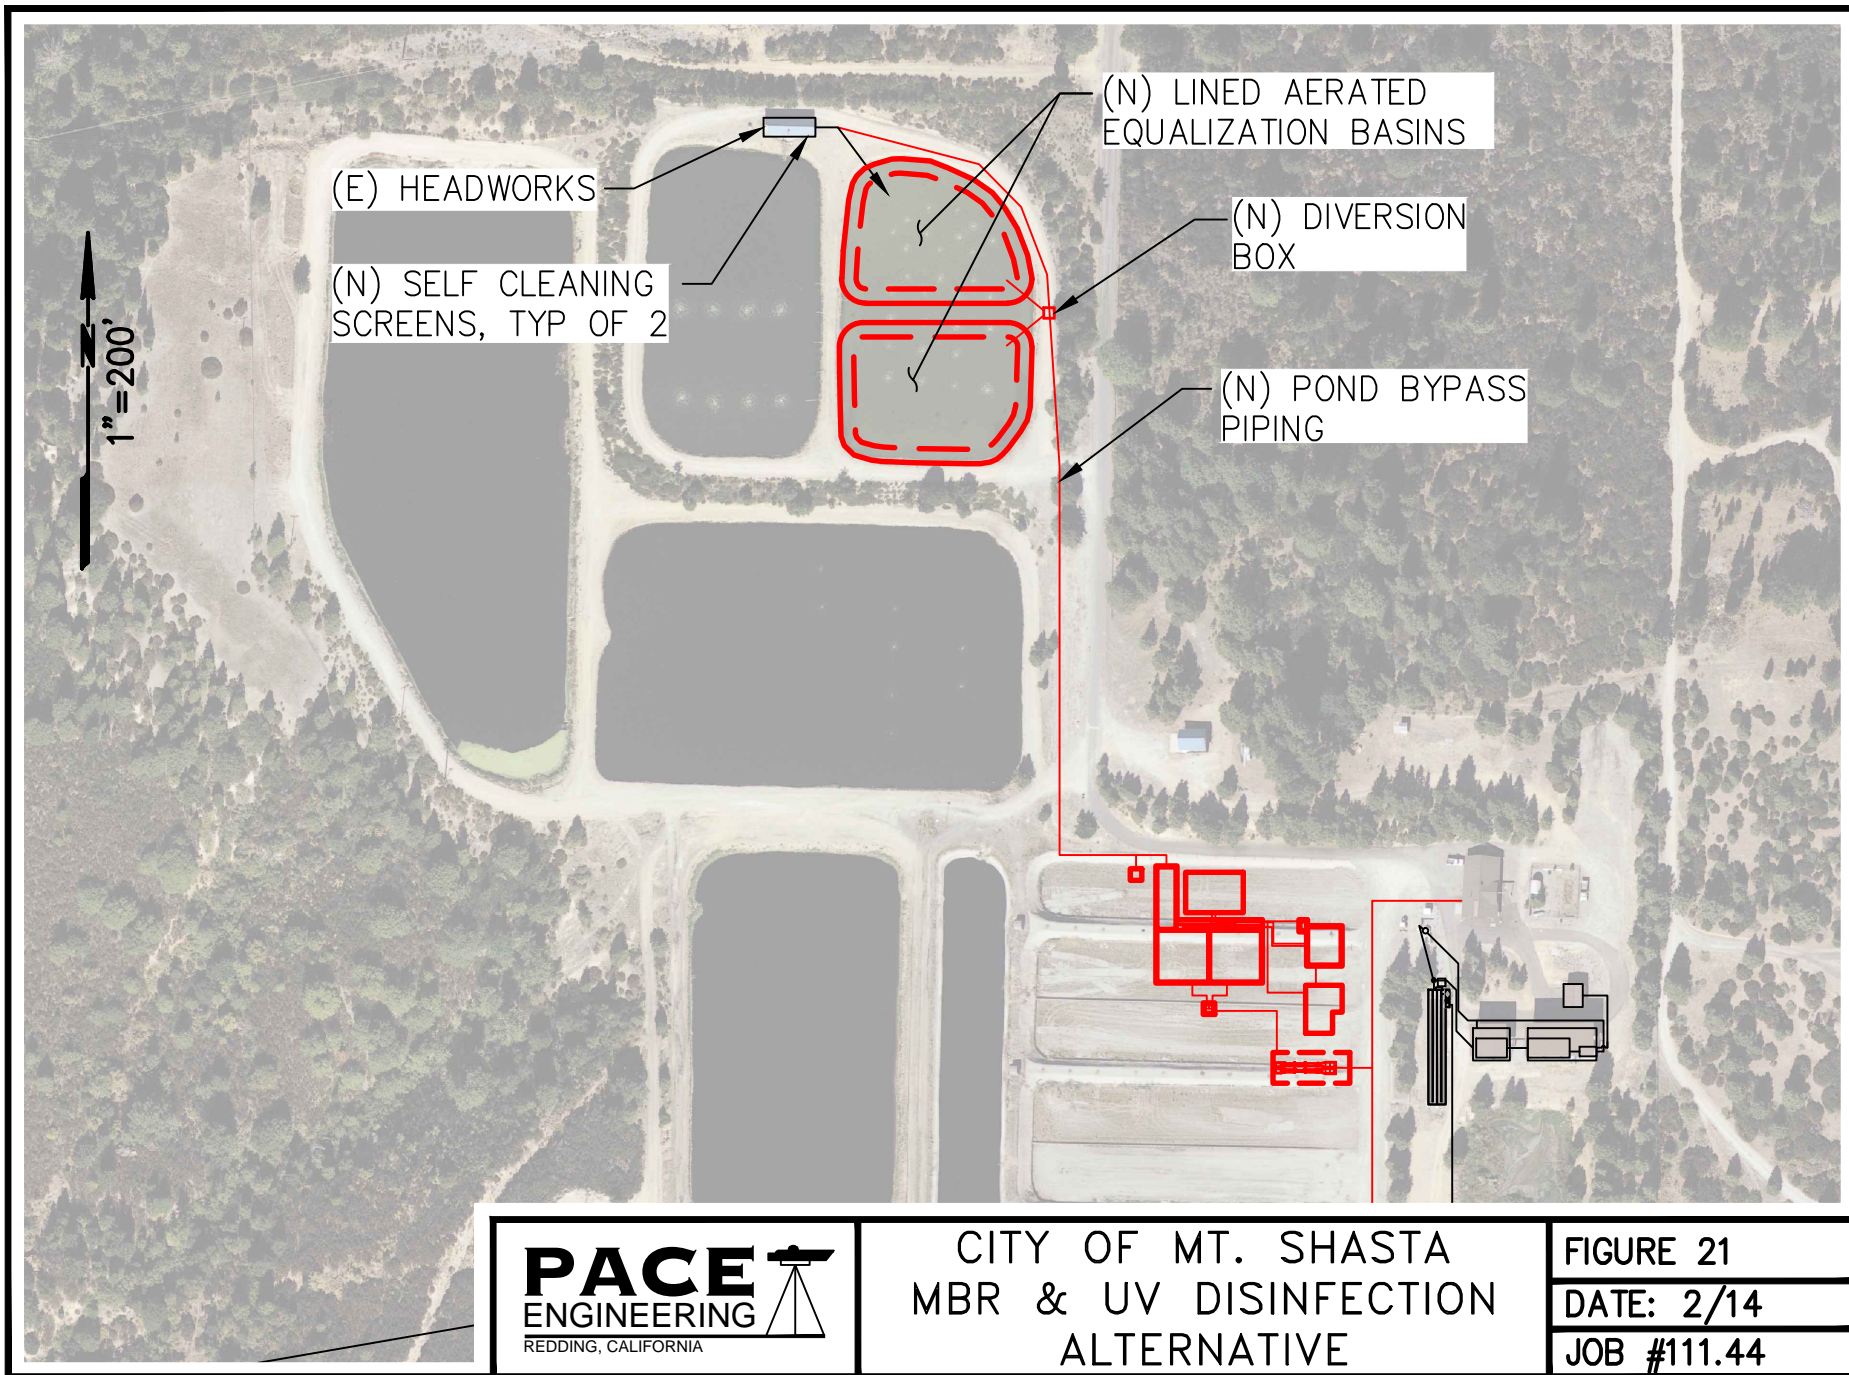 (N) LINED AERATED
EQUALIZATION BASINS
(E) HEADWORKS
(N) DIVERSION
BOX
(N) SELF CLEANING
SCREENS, TYP OF 2
N
1"=200'
(N) POND BYPASS
PIPING
PACE
ENGINEERING
REDDING, CALIFORNIA
CITY OF MT. SHASTA
MBR & UV DISINFECTION
ALTERNATIVE
FIGURE 21
DATE: 2/14
JOB #111.44